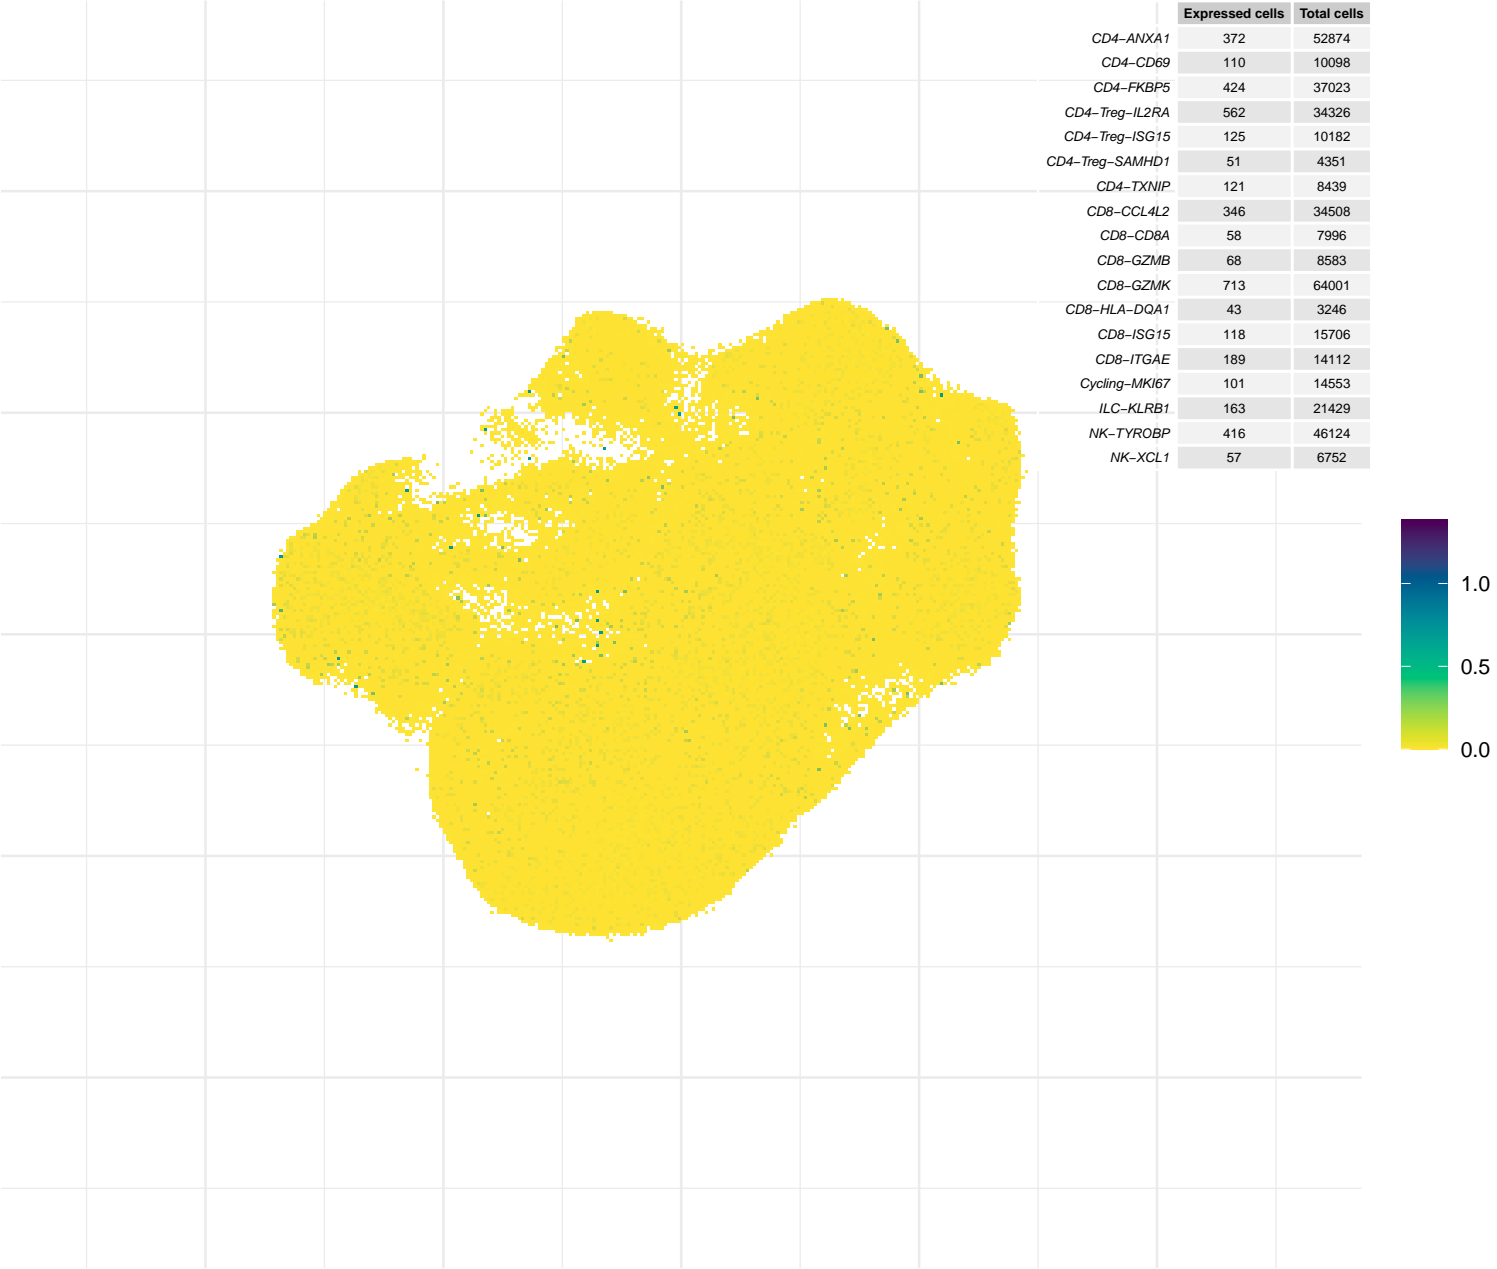 Expressed cells Total cells
CD4−ANXA1 372 52874
CD4−CD69 110 10098
CD4−FKBP5 424 37023
CD4−Treg−IL2RA 562 34326
CD4−Treg−ISG15 125 10182
CD4−Treg−SAMHD1 51 4351
CD4−TXNIP 121 8439
CD8−CCL4L2 346 34508
CD8−CD8A 58 7996
CD8−GZMB 68 8583
CD8−GZMK 713 64001
CD8−HLA−DQA1 43 3246
CD8−ISG15 118 15706
CD8−ITGAE 189 14112
Cycling−MKI67 101 14553
ILC−KLRB1 163 21429
NK−TYROBP 416 46124
NK−XCL1 57 6752
1.0
0.5
0.0